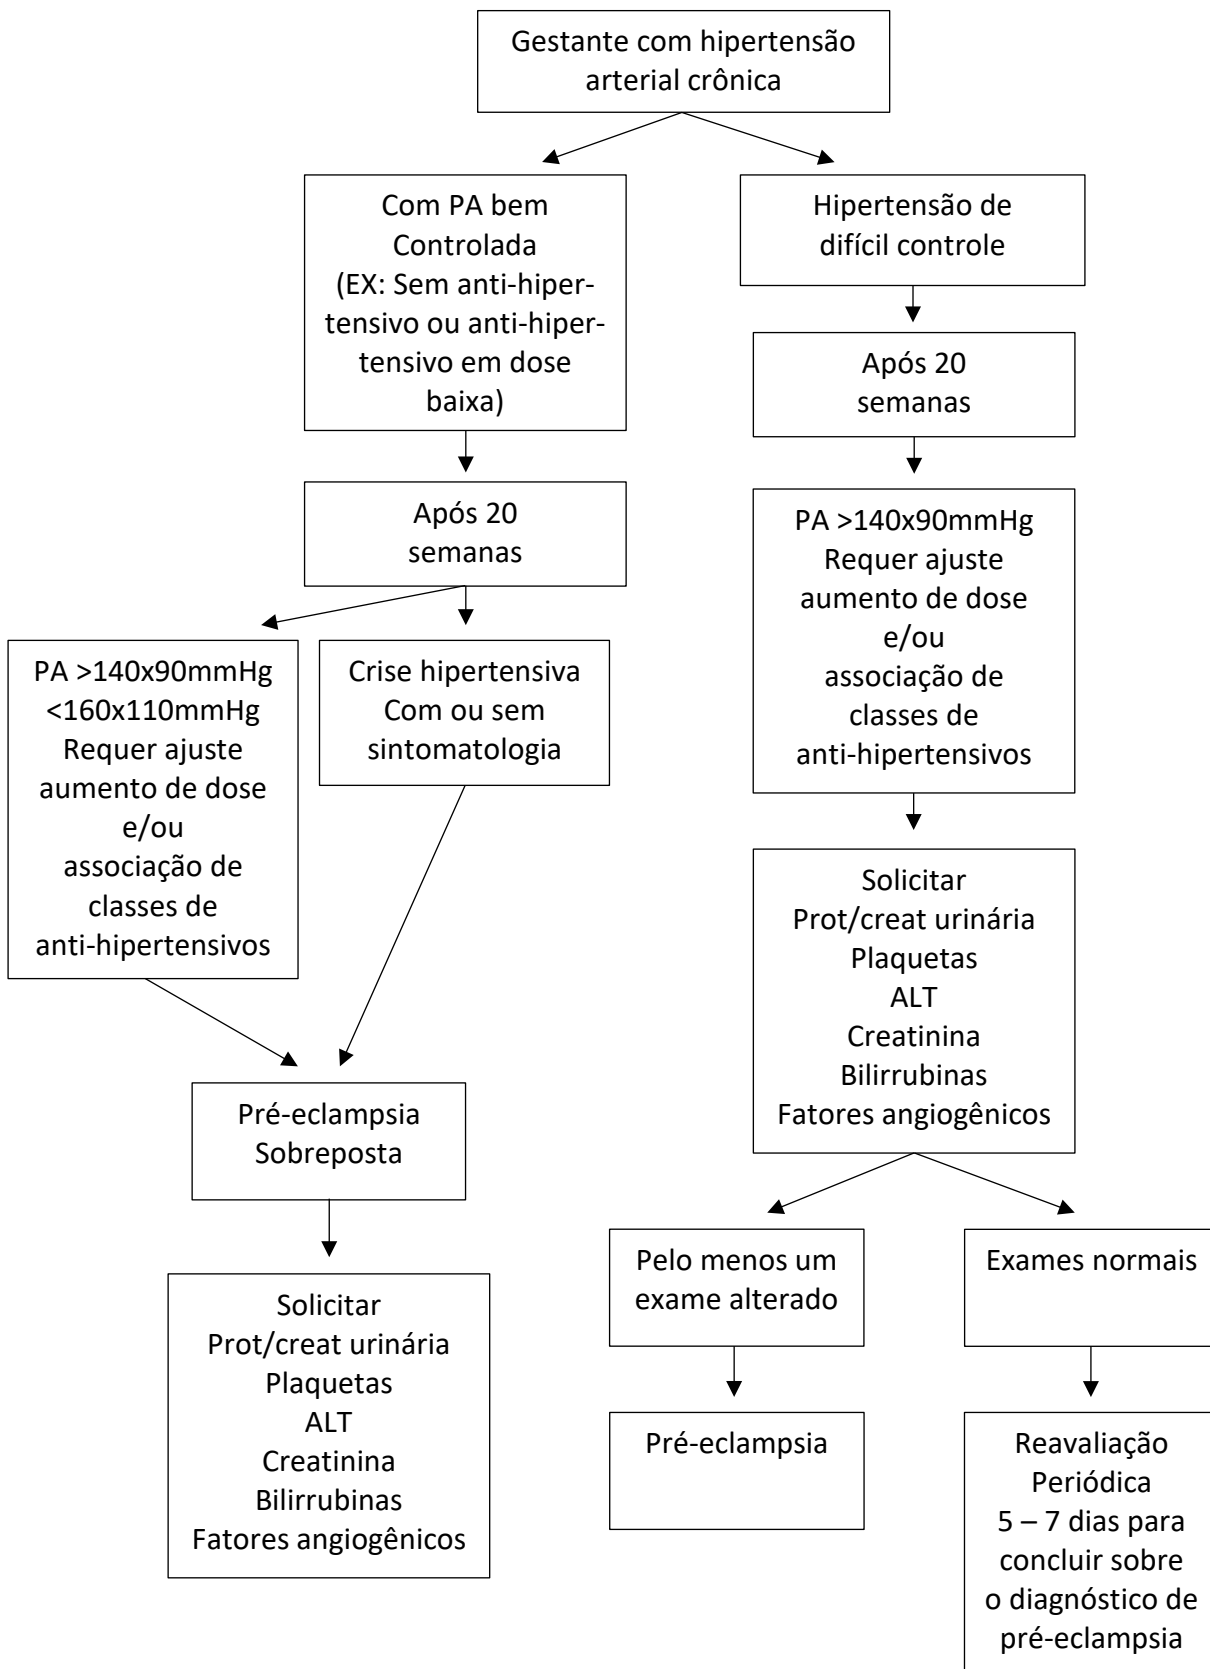 Gestante com hipertensão
arterial crônica
Com PA bem
Controlada
(EX: Sem anti-hiper-
tensivo ou anti-hiper-
tensivo em dose
baixa)
Hipertensão de
difícil controle
Após 20
semanas
Após 20
semanas
PA >140x90mmHg
Requer ajuste
aumento de dose
e/ou
associação de
classes de
anti-hipertensivos
PA >140x90mmHg
<160x110mmHg
Requer ajuste
aumento de dose
e/ou
associação de
classes de
anti-hipertensivos
Crise hipertensiva
Com ou sem
sintomatologia
Solicitar
Prot/creat urinária
Plaquetas
ALT
Creatinina
Bilirrubinas
Fatores angiogênicos
Pré-eclampsia
Sobreposta
Pelo menos um
exame alterado
Exames normais
Solicitar
Prot/creat urinária
Plaquetas
ALT
Creatinina
Bilirrubinas
Fatores angiogênicos
Pré-eclampsia
Reavaliação
Periódica
5 – 7 dias para
concluir sobre
o diagnóstico de
pré-eclampsia